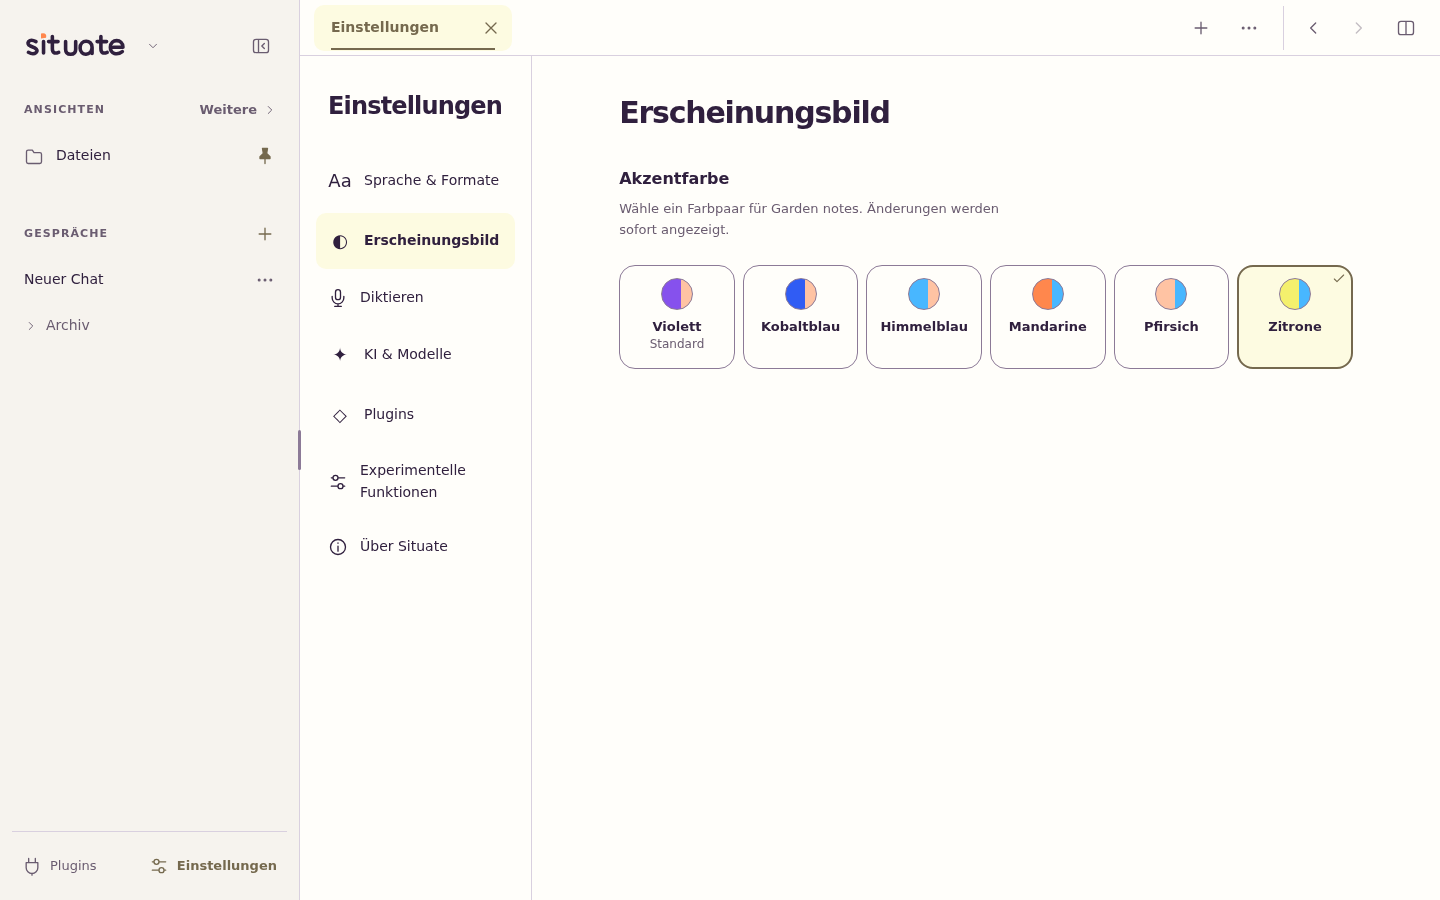 situate
ANSICHTEN
Weitere
Dateien
GESPRÄCHE
Neuer Chat
Archiv
Plugins
Einstellungen
Einstellungen
Einstellungen
Aa Sprache & Formate
Erscheinungsbild
Diktieren
KI & Modelle
Plugins
Experimentelle
Funktionen
Über Situate
Erscheinungsbild
Akzentfarbe
Wähle ein Farbpaar für Garden notes. Änderungen werden
sofort angezeigt.
Violett
Standard
Kobaltblau
Himmelblau
Mandarine
Pfirsich
Zitrone